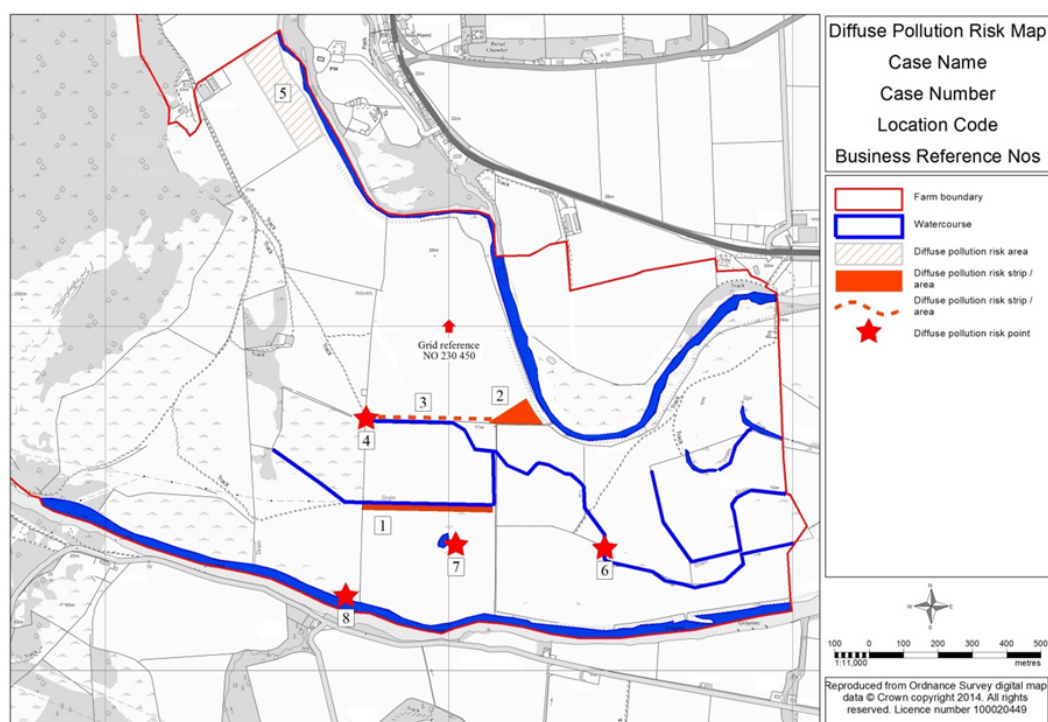 Diffuse Pollution Risk Map
Case Name
Case Number
Location Code
Business Reference Nos
Farm boundary
Watercourse
Diffuse pollution risk area
Diffuse pollution risk strip /
area
Diffuse pollution risk strip /
area
Diffuse pollution risk point
N
W E
S
100 0 100 200 300 400 500
1:11,000 metres
Reproduced from Ordnance Survey digital map
data © Crown copyright 2014. All rights
reserved. Licence number 100020449
Burial
Chamber
Path
PW
5
Track
Track
Track
Track
Grid reference
NO 230 450
Track
Track
3
2
4
Drain
1
Drain
7
6
8
Groynes